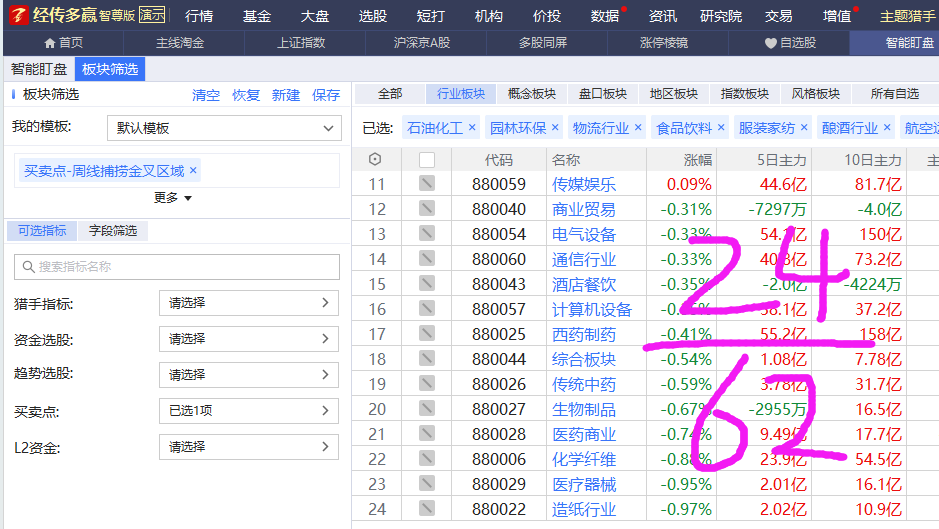 经传多赢 智尊版 演示 行情 基金 大盘 选股 短打 机构 价投 数据 资讯 研究院 交易 增值 主题猎手
首页 主线淘金 上证指数 沪深京A股 多股同屏 涨停棱镜 自选股 智能盯盘
智能盯盘 板块筛选
板块筛选 清空 恢复 新建 保存
我的模板: 默认模板
买卖点-周线捕捞金叉区域 ×
更多
可选指标 字段筛选
搜索指标名称
猎手指标: 请选择
资金选股: 请选择
趋势选股: 请选择
买卖点: 已选1项
L2资金: 请选择
全部 行业板块 概念板块 盘口板块 地区板块 指数板块 风格板块 所有自选
已选: 石油化工 × 园林环保 × 物流行业 × 食品饮料 × 服装家纺 × 酿酒行业 × 航空
代码 名称 涨幅 5日主力 10日主力 主
11 880059 传媒娱乐 0.09% 44.6亿 81.7亿
12 880040 商业贸易 -0.31% -7297万 -4.0亿
13 880054 电气设备 -0.33% 54.1亿 150亿
14 880060 通信行业 -0.33% 73.2亿
15 880043 酒店餐饮 -0.35% -2.0亿 -4224万
16 880057 计算机设备 37.2亿
17 880025 西药制药 -0.41% 55.2亿 158亿
18 880044 综合板块 -0.54% 1.08亿 7.78亿
19 880026 传统中药 -0.59% 3.78亿 31.7亿
20 880027 生物制品 -0.67% -2955万 16.5亿
21 880028 医药商业 9.49亿 17.7亿
22 880006 化学纤维 23.9亿 54.5亿
23 880029 医疗器械 -0.95% 2.01亿 16.1亿
24 880022 造纸行业 -0.97% 2.02亿 10.9亿
24
62